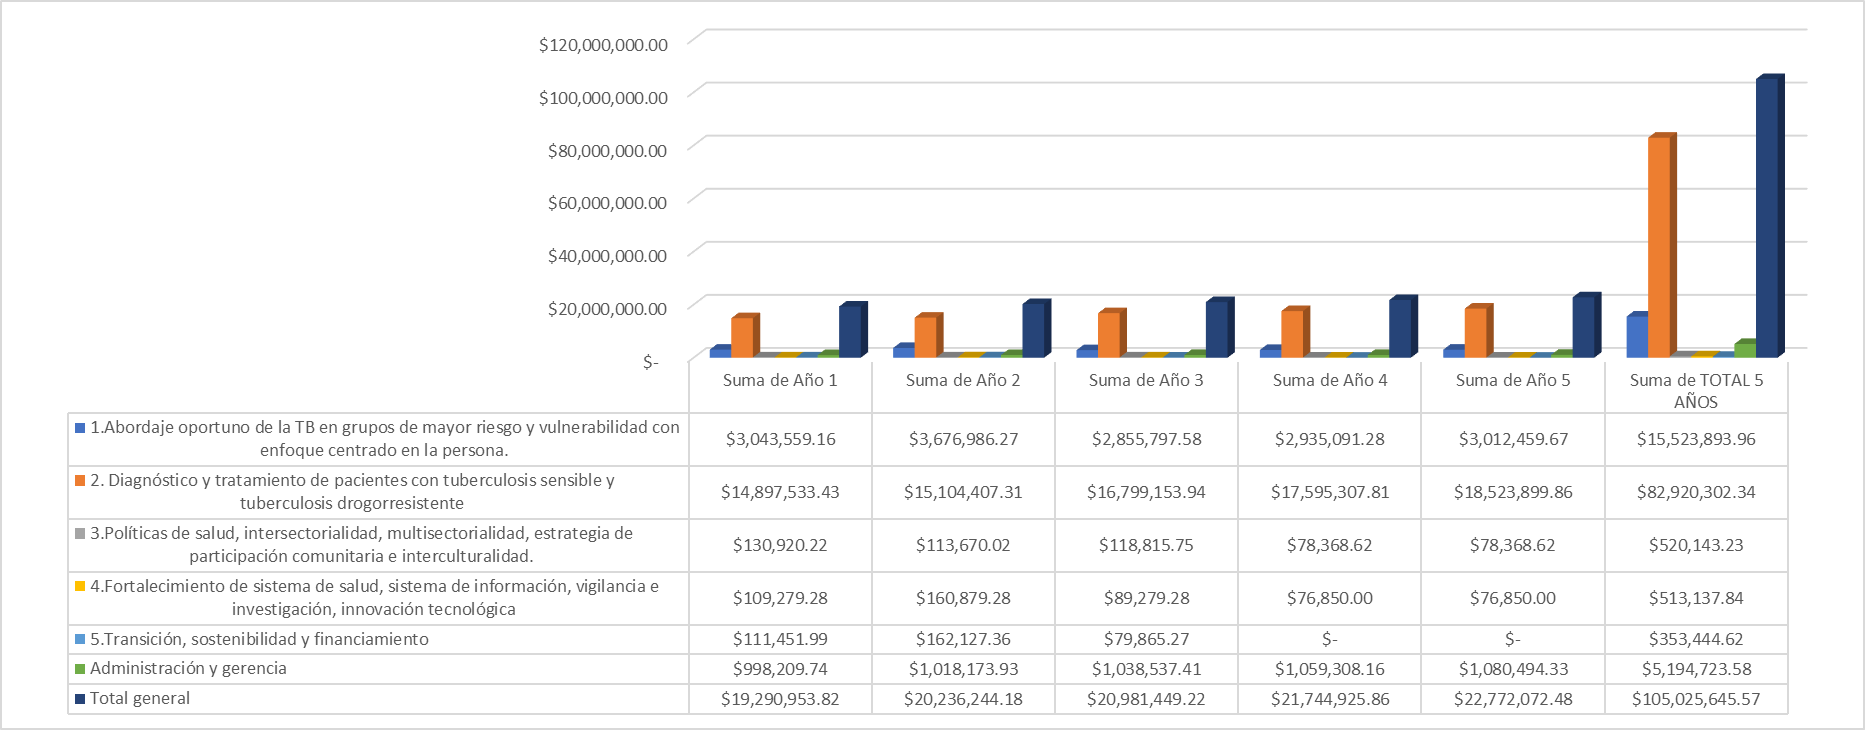 $120,000,000.00
$100,000,000.00
$80,000,000.00
$60,000,000.00
$40,000,000.00
$20,000,000.00
$-
Suma de Año 1 Suma de Año 2 Suma de Año 3 Suma de Año 4 Suma de Año 5 Suma de TOTAL 5
AÑOS
1.Abordaje oportuno de la TB en grupos de mayor riesgo y vulnerabilidad con
enfoque centrado en la persona.
$3,043,559.16 $3,676,986.27 $2,855,797.58 $2,935,091.28 $3,012,459.67 $15,523,893.96
2. Diagnóstico y tratamiento de pacientes con tuberculosis sensible y
tuberculosis drogorresistente
$14,897,533.43 $15,104,407.31 $16,799,153.94 $17,595,307.81 $18,523,899.86 $82,920,302.34
3.Políticas de salud, intersectorialidad, multisectorialidad, estrategia de
participación comunitaria e interculturalidad.
$130,920.22 $113,670.02 $118,815.75 $78,368.62 $78,368.62 $520,143.23
4.Fortalecimiento de sistema de salud, sistema de información, vigilancia e
investigación, innovación tecnológica
$109,279.28 $160,879.28 $89,279.28 $76,850.00 $76,850.00 $513,137.84
5.Transición, sostenibilidad y financiamiento $111,451.99 $162,127.36 $79,865.27 $- $- $353,444.62
Administración y gerencia $998,209.74 $1,018,173.93 $1,038,537.41 $1,059,308.16 $1,080,494.33 $5,194,723.58
Total general $19,290,953.82 $20,236,244.18 $20,981,449.22 $21,744,925.86 $22,772,072.48 $105,025,645.57